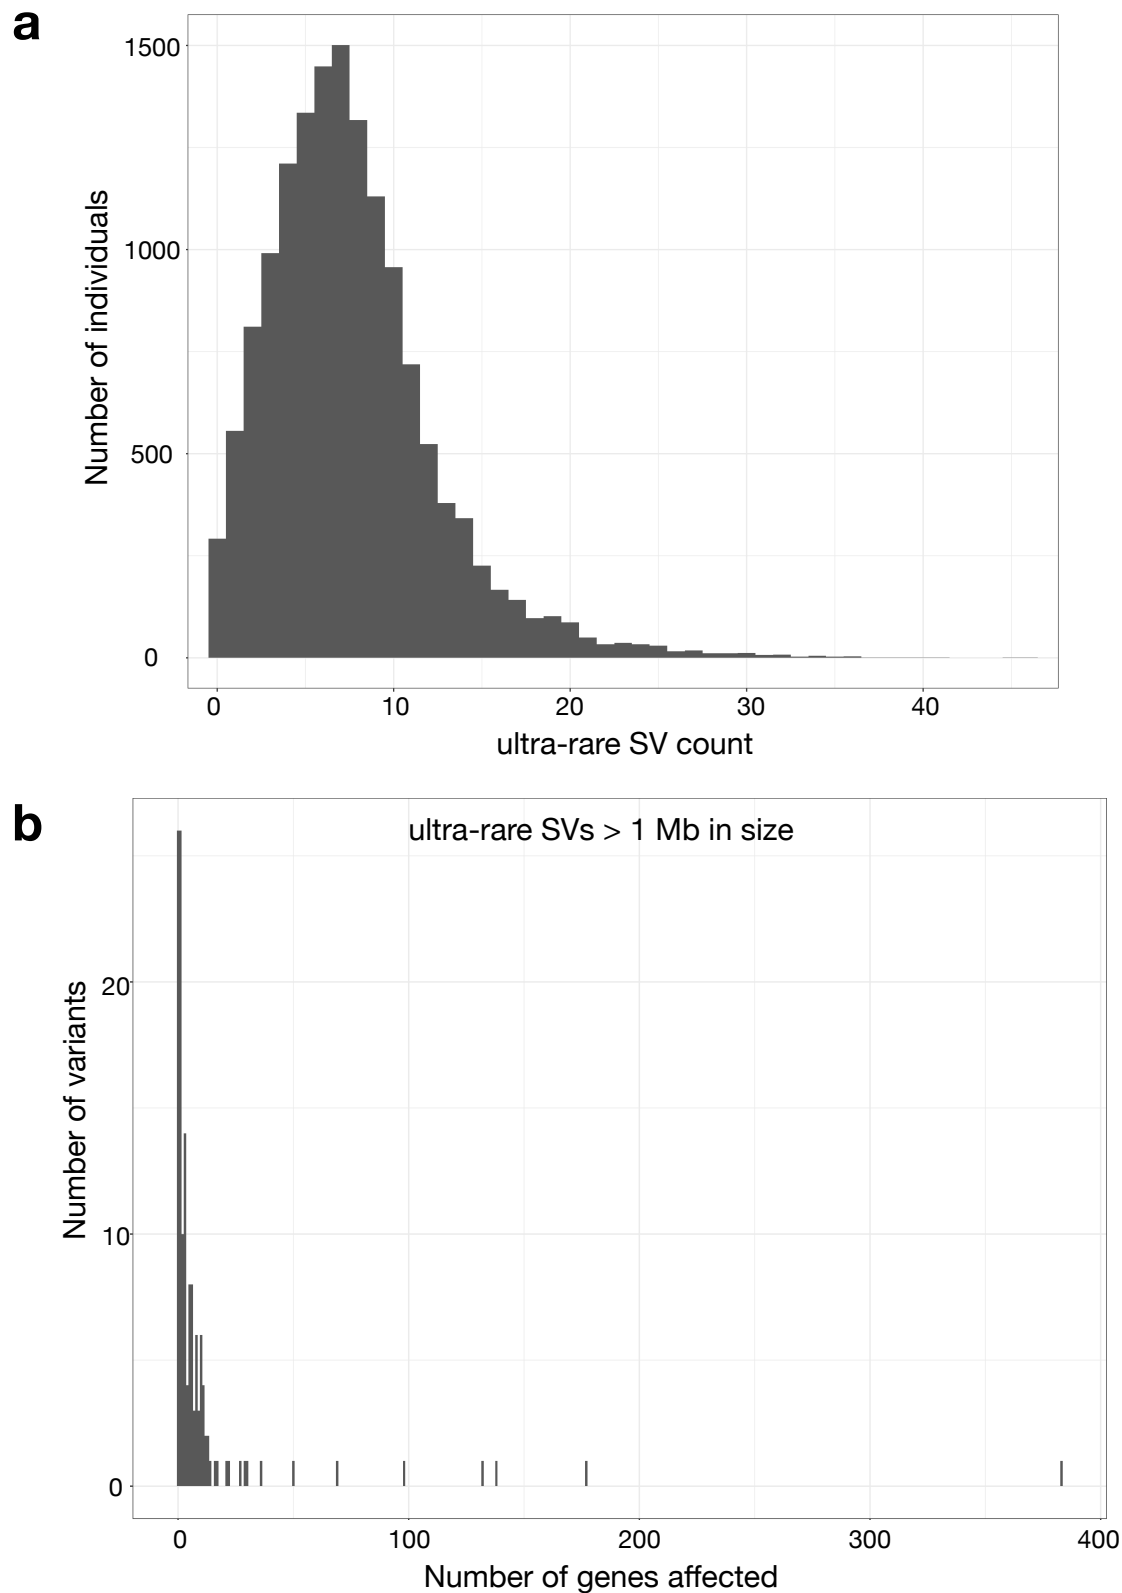 a
1500
1000
500
0
Number of individuals
0 10 20 30 40
ultra-rare SV count
b
ultra-rare SVs > 1 Mb in size
20
10
0
Number of variants
0 100 200 300 400
Number of genes affected